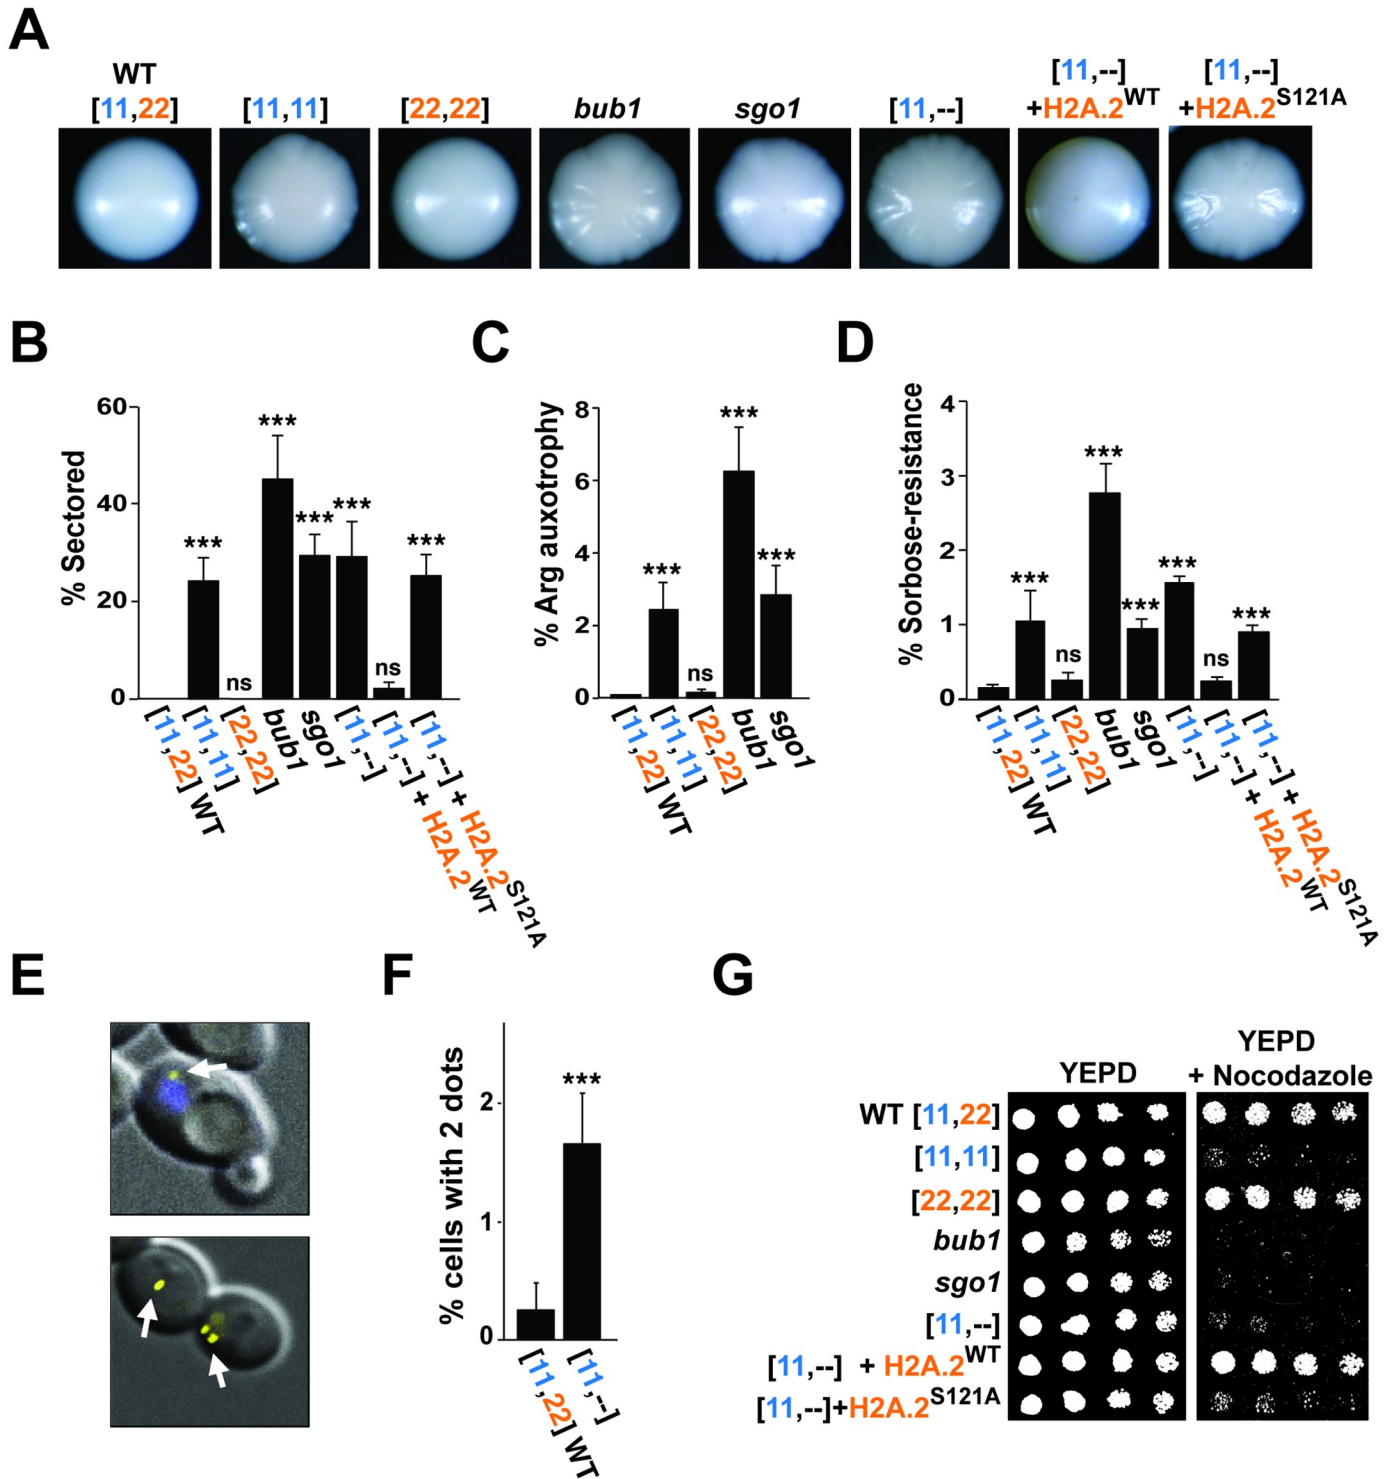 A
WT
[11,22]
[11,11]
[22,22]
bub1
sgo1
[11,--]
[11,--]
+H2A.2WT
[11,--]
+H2A.2S121A
B
% Sectored
60
40
20
0
***
ns
***
***
***
ns
***
[11,22] WT
[11,11]
[22,22]
bub1
sgo1
[11,--]
[11,--] + H2A.2WT
[11,--] + H2A.2S121A
C
% Arg auxotrophy
8
6
4
2
0
***
ns
***
***
[11,22] WT
[11,11]
[22,22]
bub1
sgo1
D
% Sorbose-resistance
4
3
2
1
0
***
ns
***
***
***
ns
***
[11,22] WT
[11,11]
[22,22]
bub1
sgo1
[11,--]
[11,--] + H2A.2WT
[11,--] + H2A.2S121A
E
F
% cells with 2 dots
2
1
0
***
[11,22] WT
[11,--]
G
YEPD
YEPD
+ Nocodazole
WT [11,22]
[11,11]
[22,22]
bub1
sgo1
[11,--]
[11,--] + H2A.2WT
[11,--]+H2A.2S121A